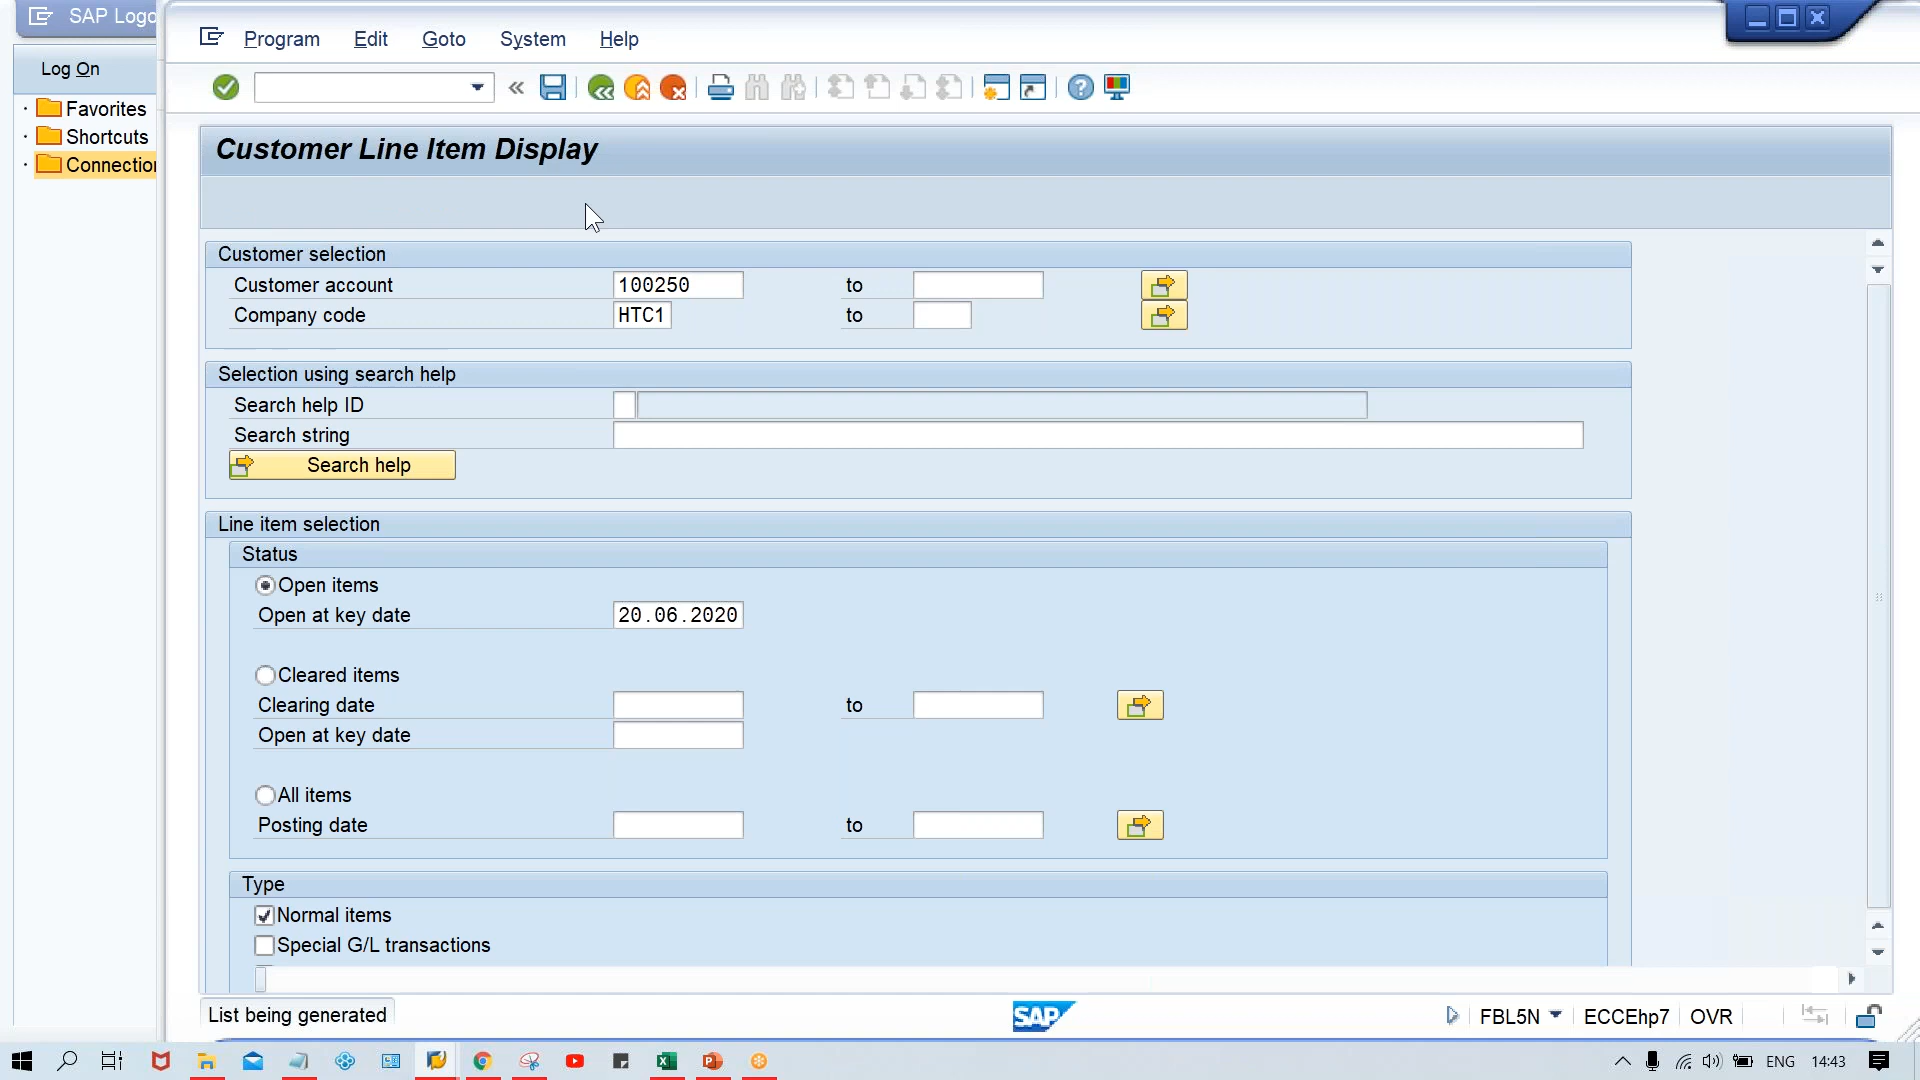 SAP Logo
Program Edit Goto System Help
Log On
Favorites
Shortcuts
Connection
Customer Line Item Display
Customer selection
Customer account 100250 to
Company code HTC1 to
Selection using search help
Search help ID
Search string
Search help
Line item selection
Status
Open items
Open at key date 20.06.2020
Cleared items
Clearing date to
Open at key date
All items
Posting date to
Type
Normal items
Special G/L transactions
List being generated
SAP
FBL5N ECCEhp7 OVR
ENG 14:43